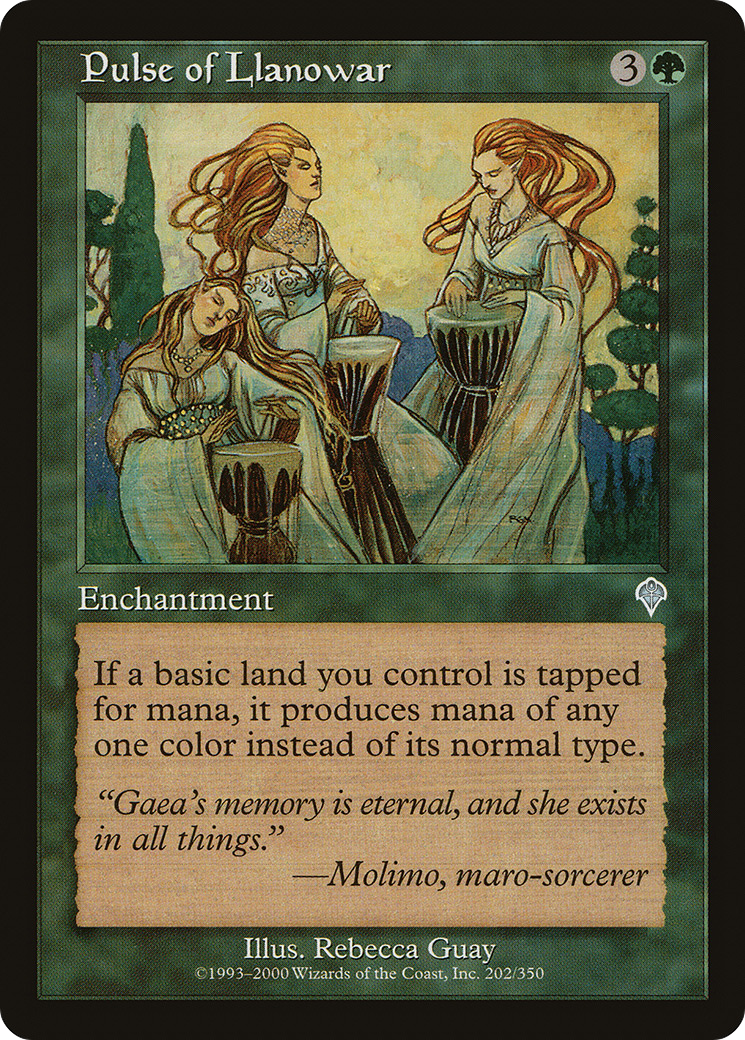 Pulse of Llanowar
3
Enchantment
If a basic land you control is tapped
for mana, it produces mana of any
one color instead of its normal type.
“Gaea’s memory is eternal, and she exists
in all things.”
—Molimo, maro-sorcerer
Illus. Rebecca Guay
©1993–2000 Wizards of the Coast, Inc. 202/350